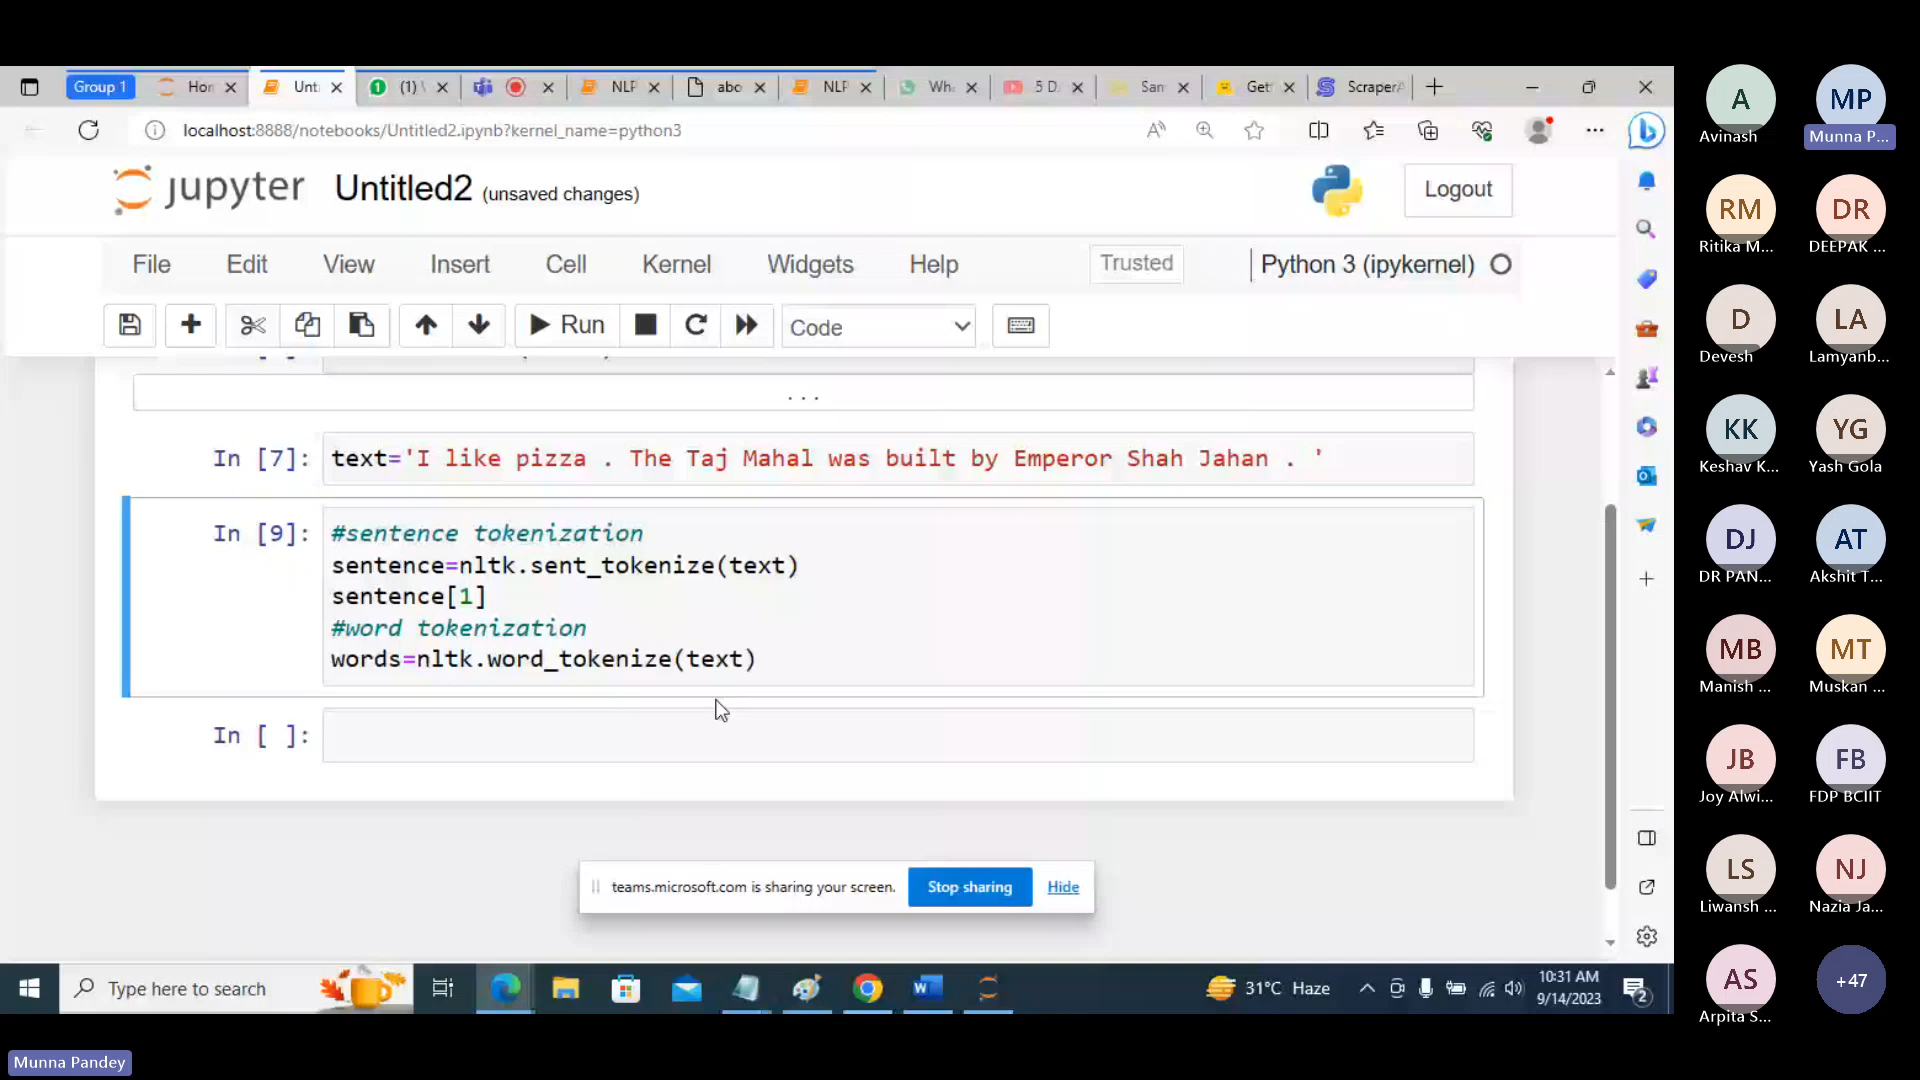 Group 1
Hor
Unt
(1)
NLF
abo
NLF
Wh
5 D
San
Get
Scraper
localhost:8888/notebooks/Untitled2.ipynb?kernel_name=python3
jupyter Untitled2 (unsaved changes)
Logout
File Edit View Insert Cell Kernel Widgets Help
Trusted
Python 3 (ipykernel)
Run
Code
...
In [7]: text='I like pizza . The Taj Mahal was built by Emperor Shah Jahan . '
In [9]: #sentence tokenization
sentence=nltk.sent_tokenize(text)
sentence[1]
#word tokenization
words=nltk.word_tokenize(text)
In [ ]:
teams.microsoft.com is sharing your screen.
Stop sharing
Hide
Type here to search
31°C Haze
10:31 AM
9/14/2023
2
Munna Pandey
A
Avinash
MP
Munna P...
RM
Ritika M...
DR
DEEPAK ...
D
Devesh
LA
Lamyanb...
KK
Keshav K...
YG
Yash Gola
DJ
DR PAN...
AT
Akshit T...
MB
Manish ...
MT
Muskan ...
JB
Joy Alwi...
FB
FDP BCIIT
LS
Liwansh ...
NJ
Nazia Ja...
AS
Arpita S...
+47